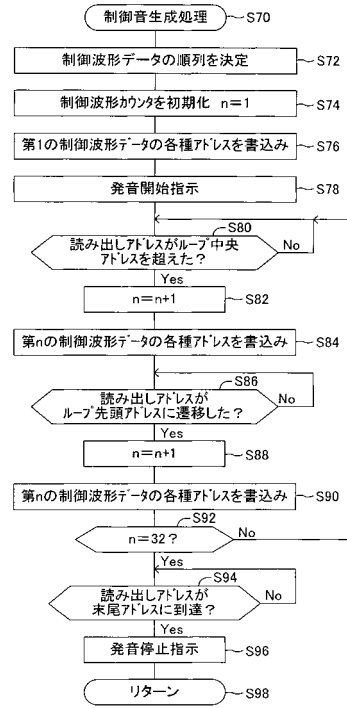 制御音生成処理 S70
制御波形データの順列を決定 S72
制御波形カウンタを初期化 n=1 S74
第1の制御波形データの各種アドレスを書込み S76
発音開始指示 S78
S80
読み出しアドレスがループ中央
アドレスを超えた?
No
Yes
n=n+1 S82
第nの制御波形データの各種アドレスを書込み S84
S86
読み出しアドレスが
ループ先頭アドレスに遷移した?
No
Yes
n=n+1 S88
第nの制御波形データの各種アドレスを書込み S90
S92
n=32?
No
Yes
S94
読み出しアドレスが
末尾アドレスに到達?
No
Yes
発音停止指示 S96
リターン S98